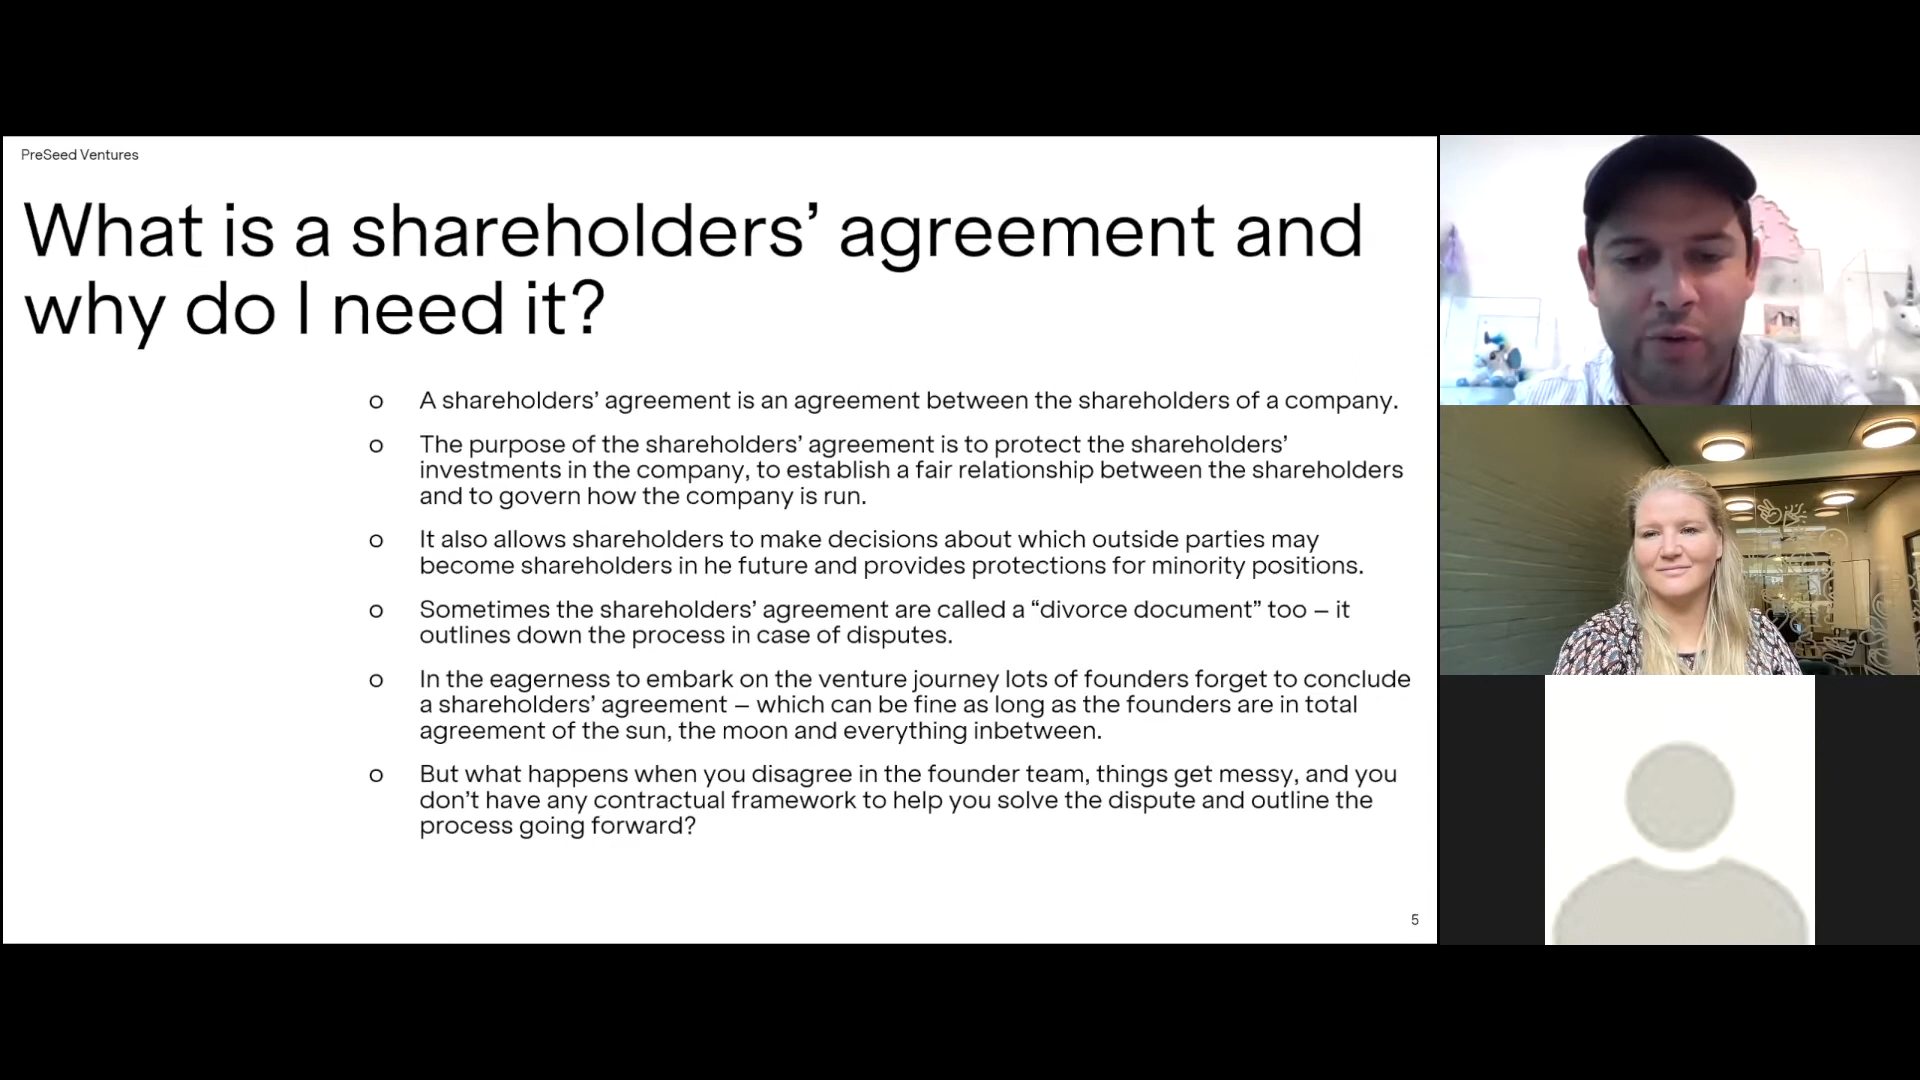 PreSeed Ventures
What is a shareholders’ agreement and
why do I need it?
o A shareholders’ agreement is an agreement between the shareholders of a company.
o The purpose of the shareholders’ agreement is to protect the shareholders’
investments in the company, to establish a fair relationship between the shareholders
and to govern how the company is run.
o It also allows shareholders to make decisions about which outside parties may
become shareholders in he future and provides protections for minority positions.
o Sometimes the shareholders’ agreement are called a “divorce document” too – it
outlines down the process in case of disputes.
o In the eagerness to embark on the venture journey lots of founders forget to conclude
a shareholders’ agreement – which can be fine as long as the founders are in total
agreement of the sun, the moon and everything inbetween.
o But what happens when you disagree in the founder team, things get messy, and you
don’t have any contractual framework to help you solve the dispute and outline the
process going forward?
5